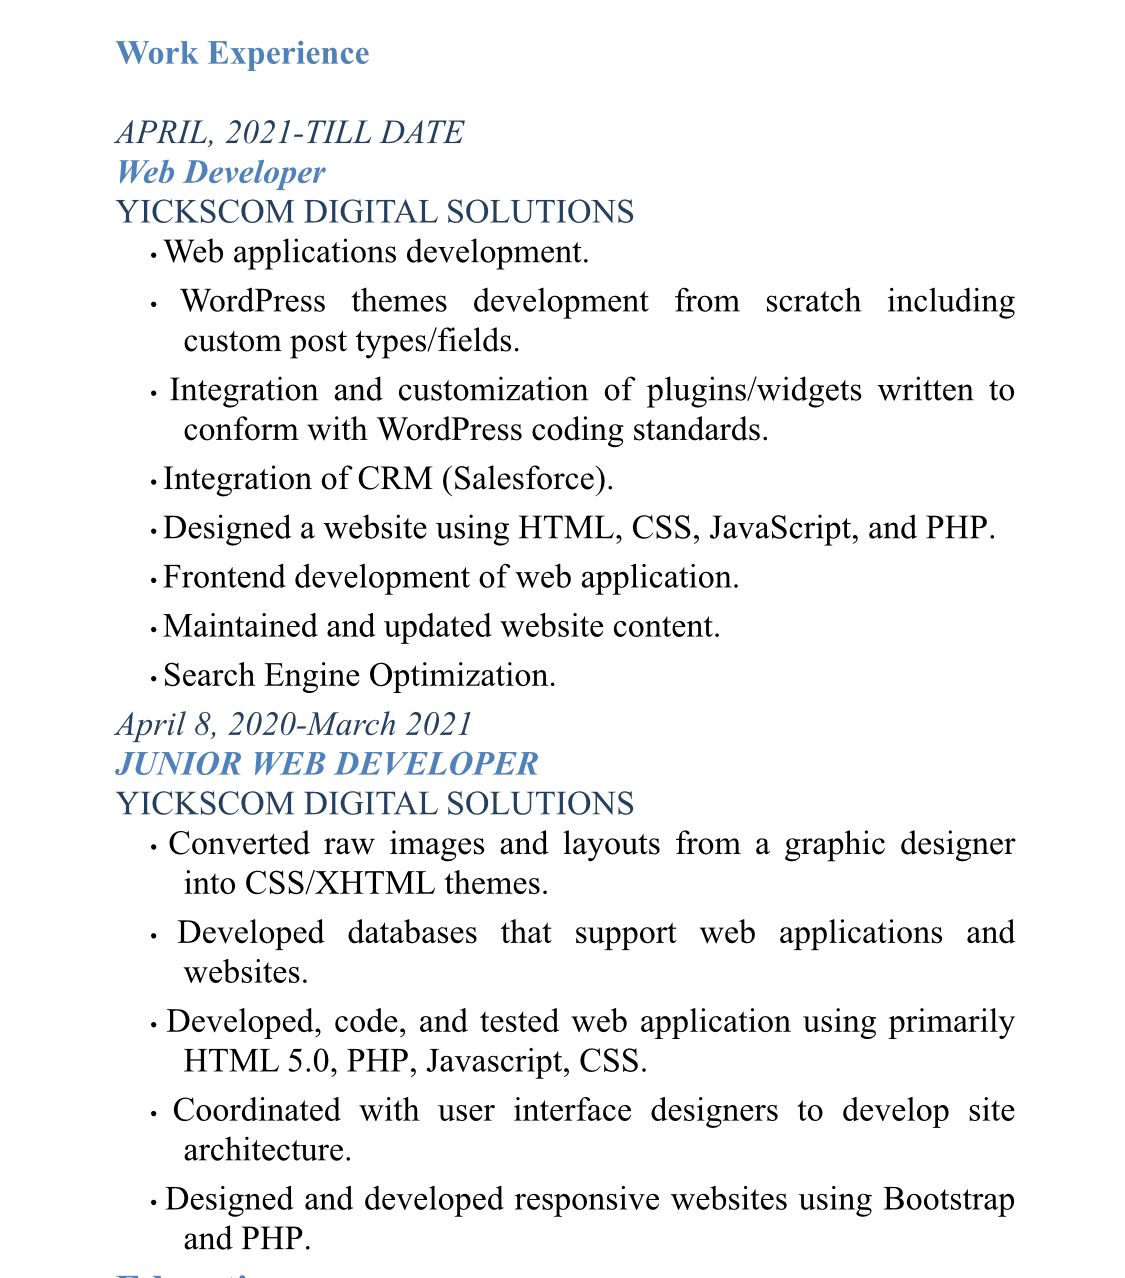 Work Experience
APRIL, 2021-TILL DATE
Web Developer
YICKSCOM DIGITAL SOLUTIONS
• Web applications development.
• WordPress themes development from scratch including
custom post types/fields.
• Integration and customization of plugins/widgets written to
conform with WordPress coding standards.
• Integration of CRM (Salesforce).
• Designed a website using HTML, CSS, JavaScript, and PHP.
• Frontend development of web application.
• Maintained and updated website content.
• Search Engine Optimization.
April 8, 2020-March 2021
JUNIOR WEB DEVELOPER
YICKSCOM DIGITAL SOLUTIONS
• Converted raw images and layouts from a graphic designer
into CSS/XHTML themes.
• Developed databases that support web applications and
websites.
• Developed, code, and tested web application using primarily
HTML 5.0, PHP, Javascript, CSS.
• Coordinated with user interface designers to develop site
architecture.
• Designed and developed responsive websites using Bootstrap
and PHP.